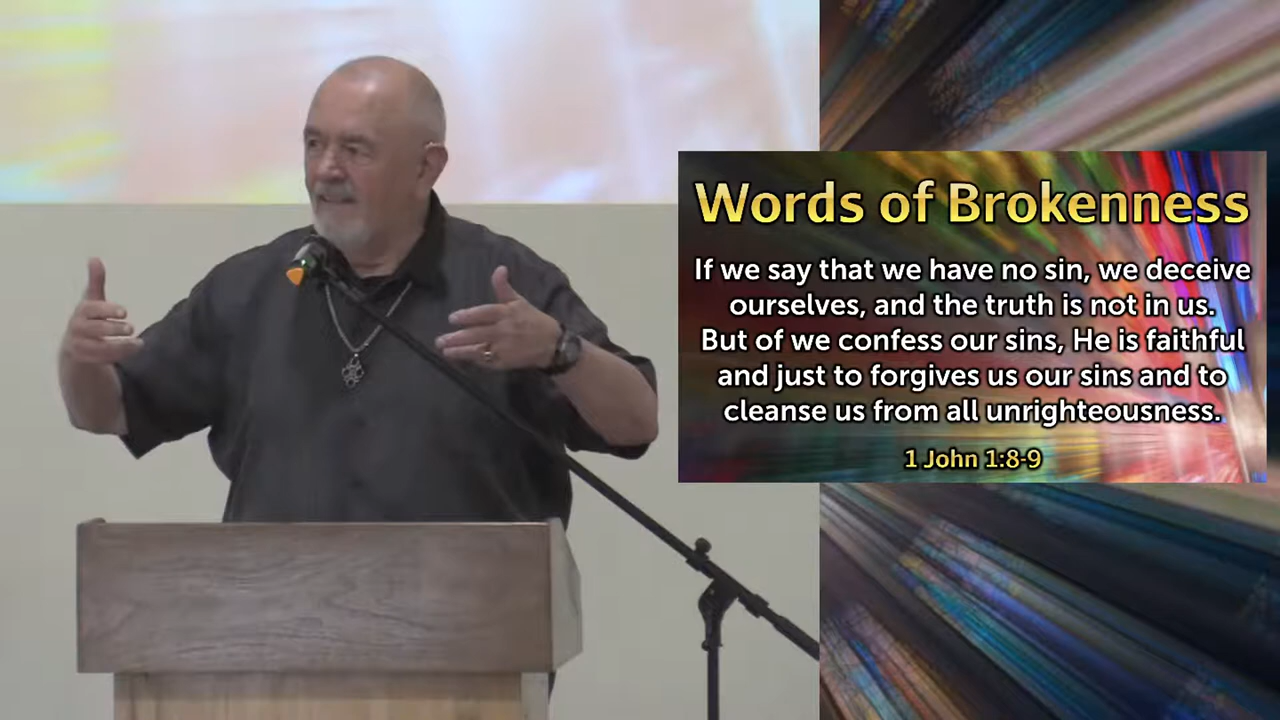 Words of Brokenness
If we say that we have no sin, we deceive
ourselves, and the truth is not in us.
But of we confess our sins, He is faithful
and just to forgives us our sins and to
cleanse us from all unrighteousness.
1 John 1:8-9